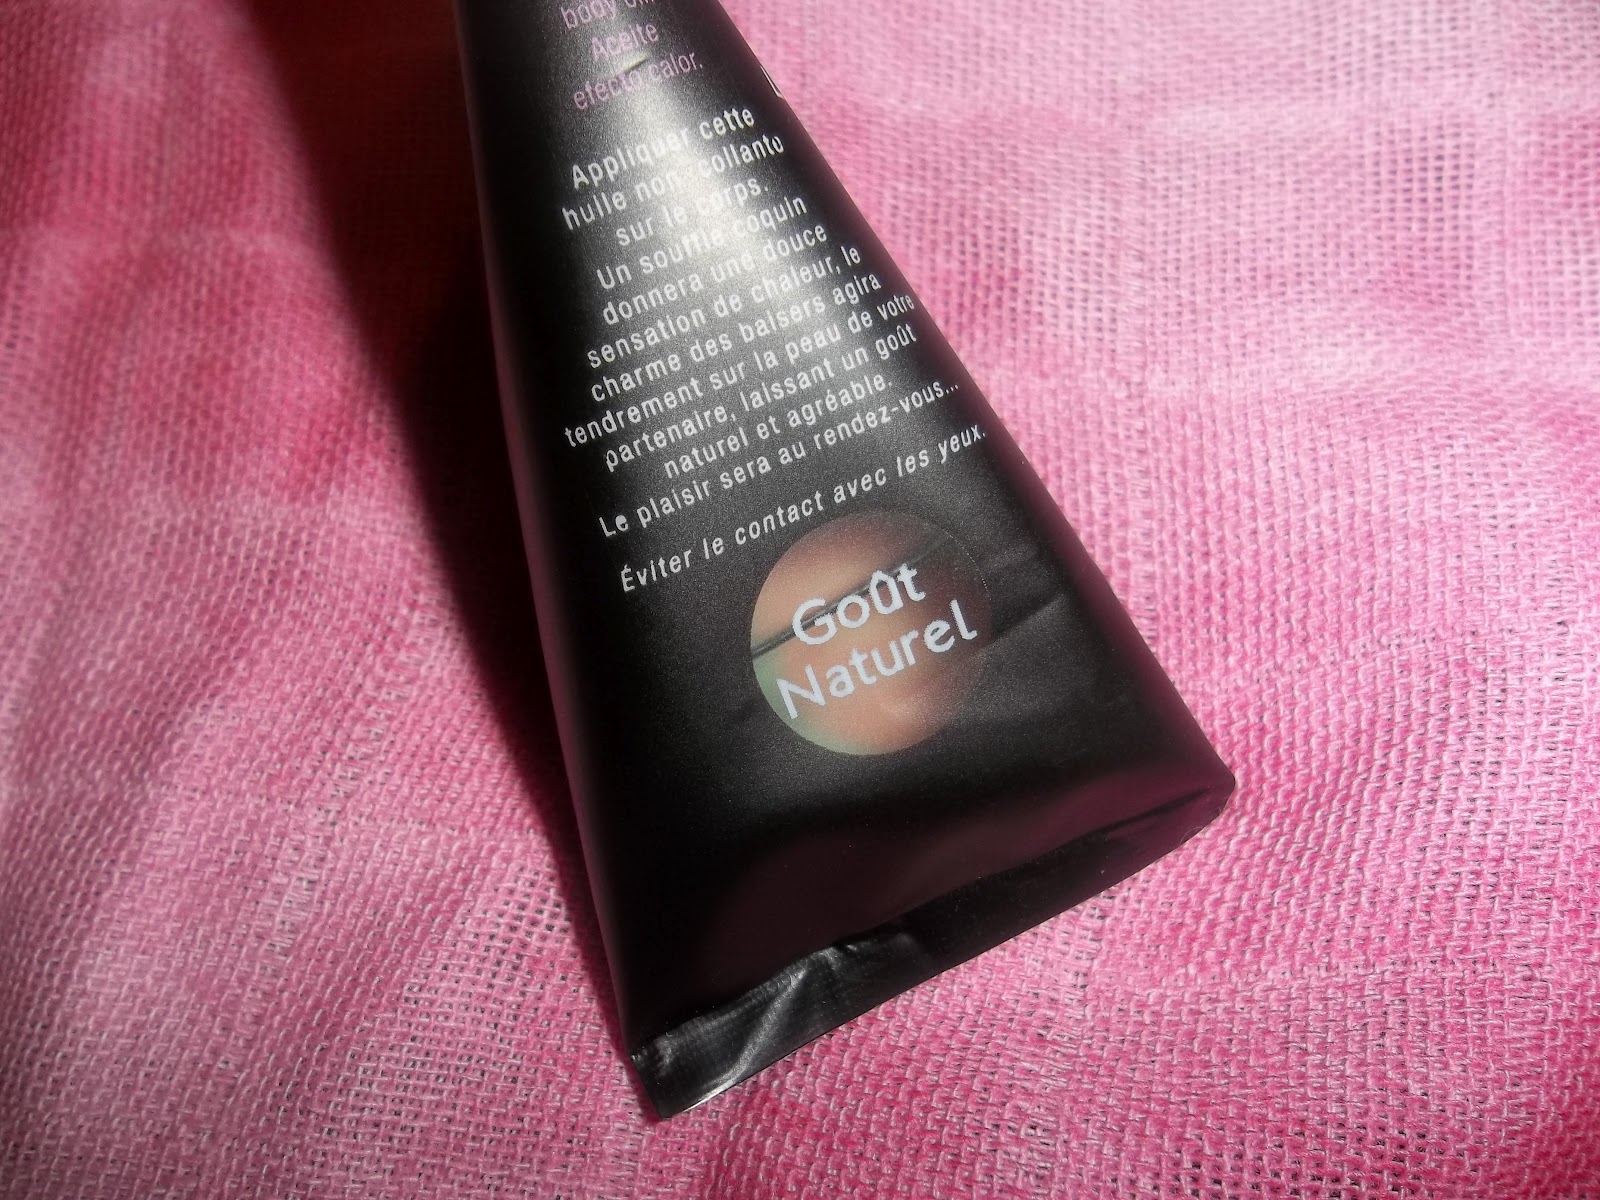 body
Aceite
efecto calor.
Appliquer cette
huile non collante
sur le corps.
Un souffle coquin
donnera une douce
sensation de chaleur, le
charme des baisers agira
tendrement sur la peau de votre
partenaire, laissant un goût
naturel et agréable.
Le plaisir sera au rendez-vous...
Éviter le contact avec les yeux.
Goût
Naturel